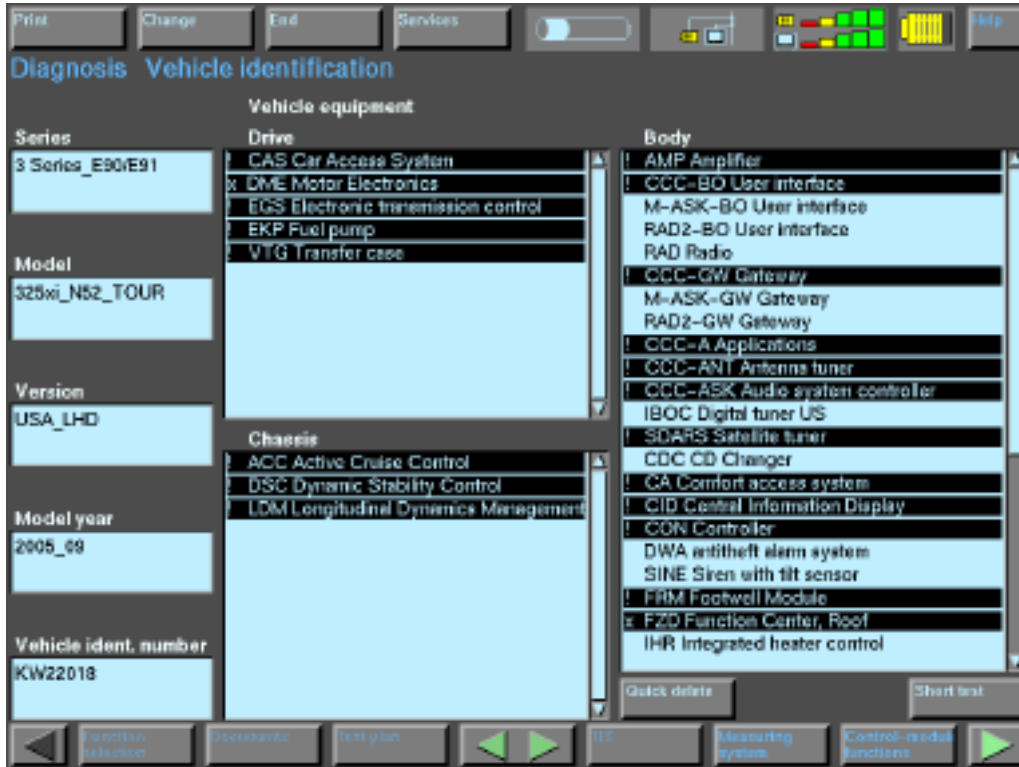 Print
Change
End
Services
Help
Diagnosis Vehicle identification
Vehicle equipment
Series
3 Series_E90/E91
Model
325xi_N52_TOUR
Version
USA_LHD
Model year
2005_09
Vehicle ident. number
KW22018
Drive
! CAS Car Access System
x DME Motor Electronics
! EGS Electronic transmission control
! EKP Fuel pump
! VTG Transfer case
Chassis
! ACC Active Cruise Control
! DSC Dynamic Stability Control
! LDM Longitudinal Dynamics Management
Body
! AMP Amplifier
! CCC-BO User interface
M-ASK-BO User interface
RAD2-BO User interface
RAD Radio
! CCC-GW Gateway
M-ASK-GW Gateway
RAD2-GW Gateway
! CCC-A Applications
! CCC-ANT Antenna tuner
! CCC-ASK Audio system controller
IBOC Digital tuner US
! SDARS Satellite tuner
CDC CD Changer
! CA Comfort access system
! CID Central Information Display
! CON Controller
DWA antitheft alarm system
SINE Siren with tilt sensor
! FRM Footwell Module
x FZD Function Center, Roof
IHR Integrated heater control
Quick delete
Short test
Function
selection
Documents
Test plan
TIS
Measuring
system
Control-modul
functions